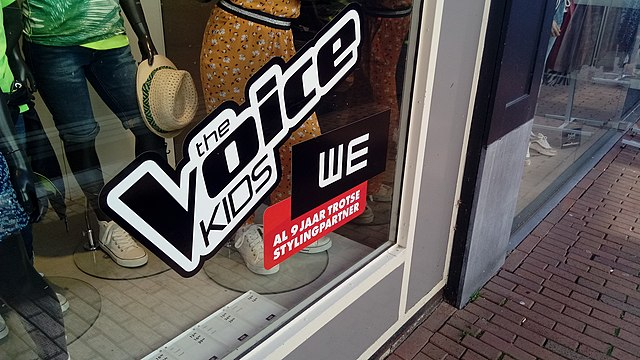 the
Voice
KIDS
WE
AL 9 JAAR TROTSE
STYLINGPARTNER